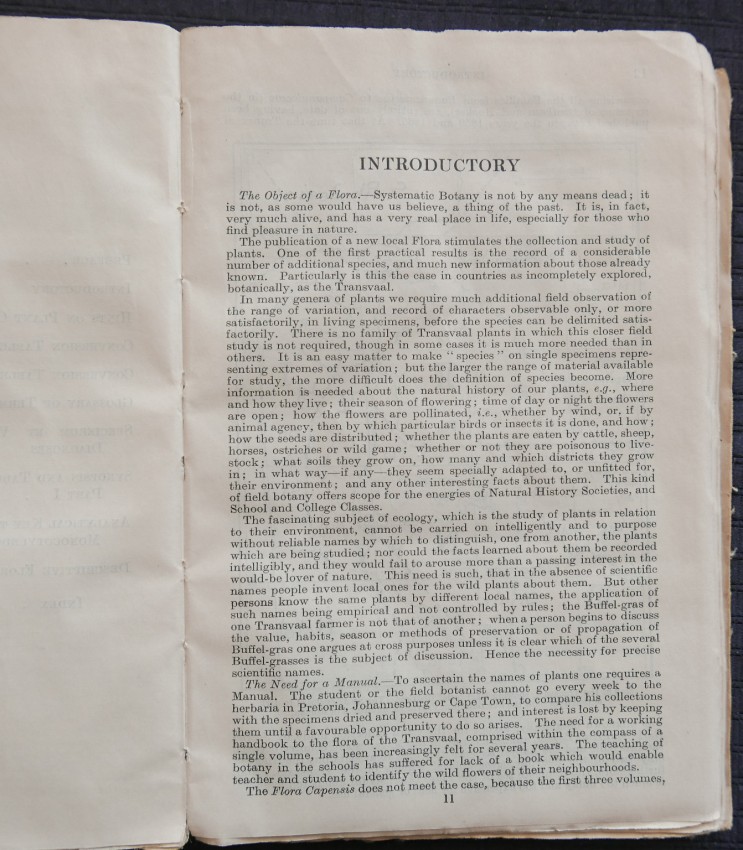 INTRODUCTORY
The Object of a Flora.—Systematic Botany is not by any means dead; it
is not, as some would have us believe, a thing of the past. It is, in fact,
very much alive, and has a very real place in life, especially for those who
find pleasure in nature.
The publication of a new local Flora stimulates the collection and study of
plants. One of the first practical results is the record of a considerable
number of additional species, and much new information about those already
known. Particularly is this the case in countries as incompletely explored,
botanically, as the Transvaal.
In many genera of plants we require much additional field observation of
the range of variation, and record of characters observable only, or more
satisfactorily, in living specimens, before the species can be delimited satis-
factorily. There is no family of Transvaal plants in which this closer field
study is not required, though in some cases it is much more needed than in
others. It is an easy matter to make "species" on single specimens repre-
senting extremes of variation; but the larger the range of material available
for study, the more difficult does the definition of species become. More
information is needed about the natural history of our plants, e.g., where
and how they live; their season of flowering; time of day or night the flowers
are open; how the flowers are pollinated, i.e., whether by wind, or, if by
animal agency, then by which particular birds or insects it is done, and how;
how the seeds are distributed; whether the plants are eaten by cattle, sheep,
horses, ostriches or wild game; whether or not they are poisonous to live-
stock; what soils they grow on, how many and which districts they grow
in; in what way—if any—they seem specially adapted to, or unfitted for,
their environment; and any other interesting facts about them. This kind
of field botany offers scope for the energies of Natural History Societies, and
School and College Classes.
The fascinating subject of ecology, which is the study of plants in relation
to their environment, cannot be carried on intelligently and to purpose
without reliable names by which to distinguish, one from another, the plants
which are being studied; nor could the facts learned about them be recorded
intelligibly, and they would fail to arouse more than a passing interest in the
would-be lover of nature. This need is such, that in the absence of scientific
names people invent local ones for the wild plants about them. But other
persons know the same plants by different local names, the application of
such names being empirical and not controlled by rules; the Buffel-gras of
one Transvaal farmer is not that of another; when a person begins to discuss
the value, habits, season or methods of preservation or of propagation of
Buffel-gras one argues at cross purposes unless it is clear which of the several
Buffel-grasses is the subject of discussion. Hence the necessity for precise
scientific names.
The Need for a Manual.—To ascertain the names of plants one requires a
Manual. The student or the field botanist cannot go every week to the
herbaria in Pretoria, Johannesburg or Cape Town, to compare his collections
with the specimens dried and preserved there; and interest is lost by keeping
them until a favourable opportunity to do so arises. The need for a working
handbook to the flora of the Transvaal, comprised within the compass of a
single volume, has been increasingly felt for several years. The teaching of
botany in the schools has suffered for lack of a book which would enable
teacher and student to identify the wild flowers of their neighbourhoods.
The Flora Capensis does not meet the case, because the first three volumes,
11